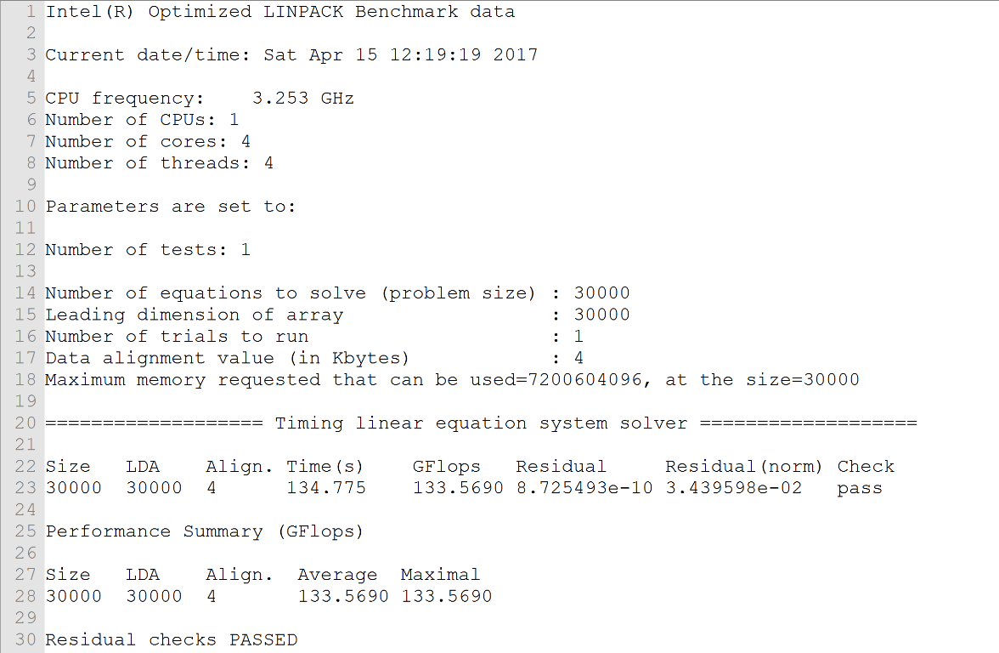 1 Intel(R) Optimized LINPACK Benchmark data
2
3 Current date/time: Sat Apr 15 12:19:19 2017
4
5 CPU frequency:    3.253 GHz
6 Number of CPUs: 1
7 Number of cores: 4
8 Number of threads: 4
9
10 Parameters are set to:
11
12 Number of tests: 1
13
14 Number of equations to solve (problem size) : 30000
15 Leading dimension of array                  : 30000
16 Number of trials to run                     : 1
17 Data alignment value (in Kbytes)            : 4
18 Maximum memory requested that can be used=7200604096, at the size=30000
19
20 =================== Timing linear equation system solver ===================
21
22 Size   LDA    Align. Time(s)    GFlops   Residual     Residual(norm) Check
23 30000  30000  4      134.775    133.5690 8.725493e-10 3.439598e-02   pass
24
25 Performance Summary (GFlops)
26
27 Size   LDA    Align.  Average  Maximal
28 30000  30000  4       133.5690 133.5690
29
30 Residual checks PASSED